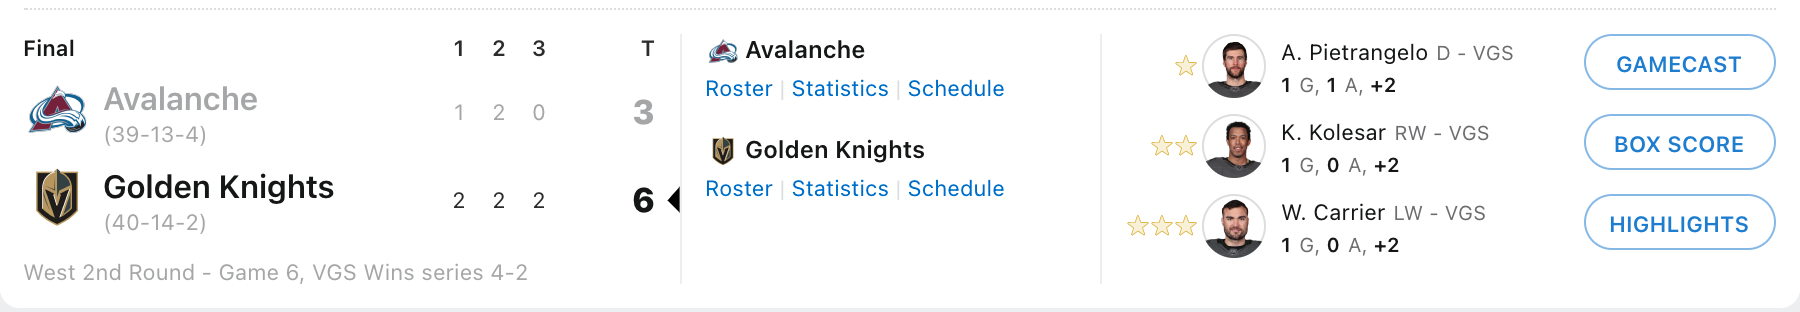 Final 1 2 3 T
Avalanche 1 2 0 3
(39-13-4)
Golden Knights 2 2 2 6
(40-14-2)
West 2nd Round - Game 6, VGS Wins series 4-2
Avalanche
Roster | Statistics | Schedule
Golden Knights
Roster | Statistics | Schedule
A. Pietrangelo D - VGS
1 G, 1 A, +2
K. Kolesar RW - VGS
1 G, 0 A, +2
W. Carrier LW - VGS
1 G, 0 A, +2
GAMECAST
BOX SCORE
HIGHLIGHTS